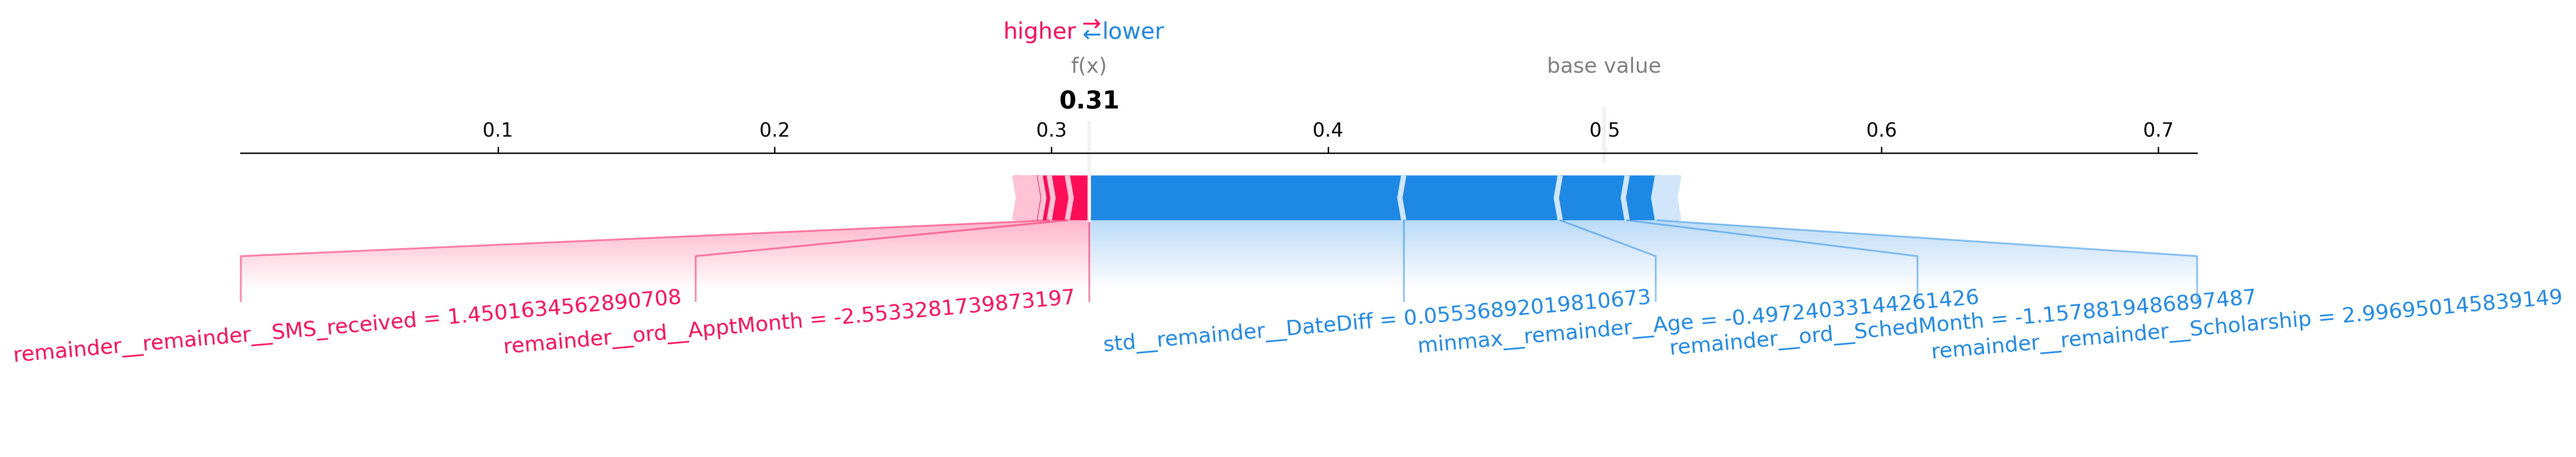 higher ⇄ lower
f(x)
base value
0.31
0.1 0.2 0.3 0.4 0.5 0.6 0.7
remainder__remainder__SMS_received = 1.4501634562890708
remainder__ord__ApptMonth = -2.5533281739873197
std__remainder__DateDiff = 0.05536892019810673
minmax__remainder__Age = -0.49724033144261426
remainder__ord__SchedMonth = -1.1578819486897487
remainder__remainder__Scholarship = 2.996950145839149